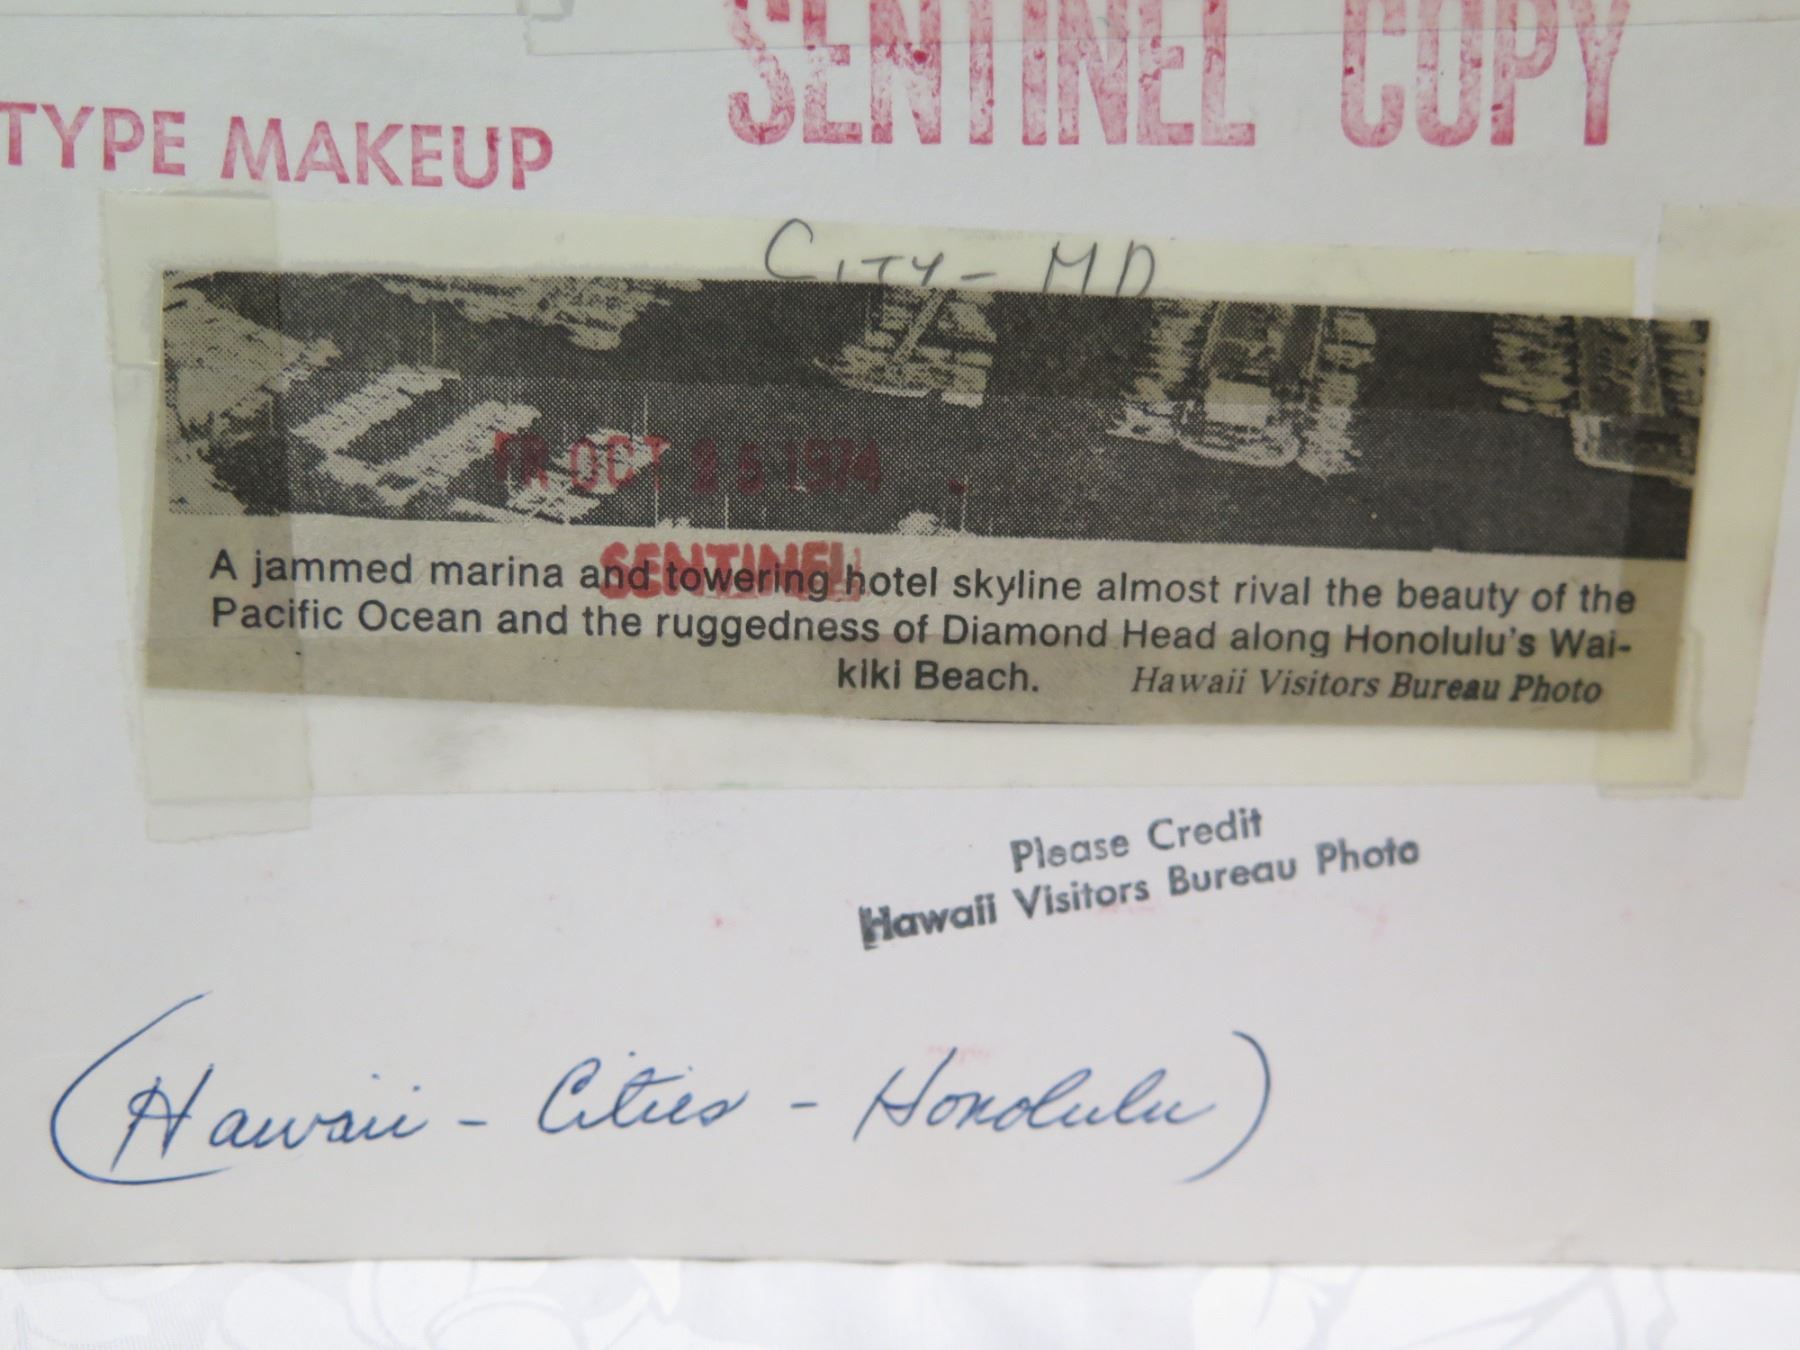 SENTINEL COPY
TYPE MAKEUP
CITY - MD
FR OCT 25 1974
SENTINEL
A jammed marina and towering hotel skyline almost rival the beauty of the
Pacific Ocean and the ruggedness of Diamond Head along Honolulu's Wai-
kiki Beach. Hawaii Visitors Bureau Photo
Please Credit
Hawaii Visitors Bureau Photo
(Hawaii - Cities - Honolulu)